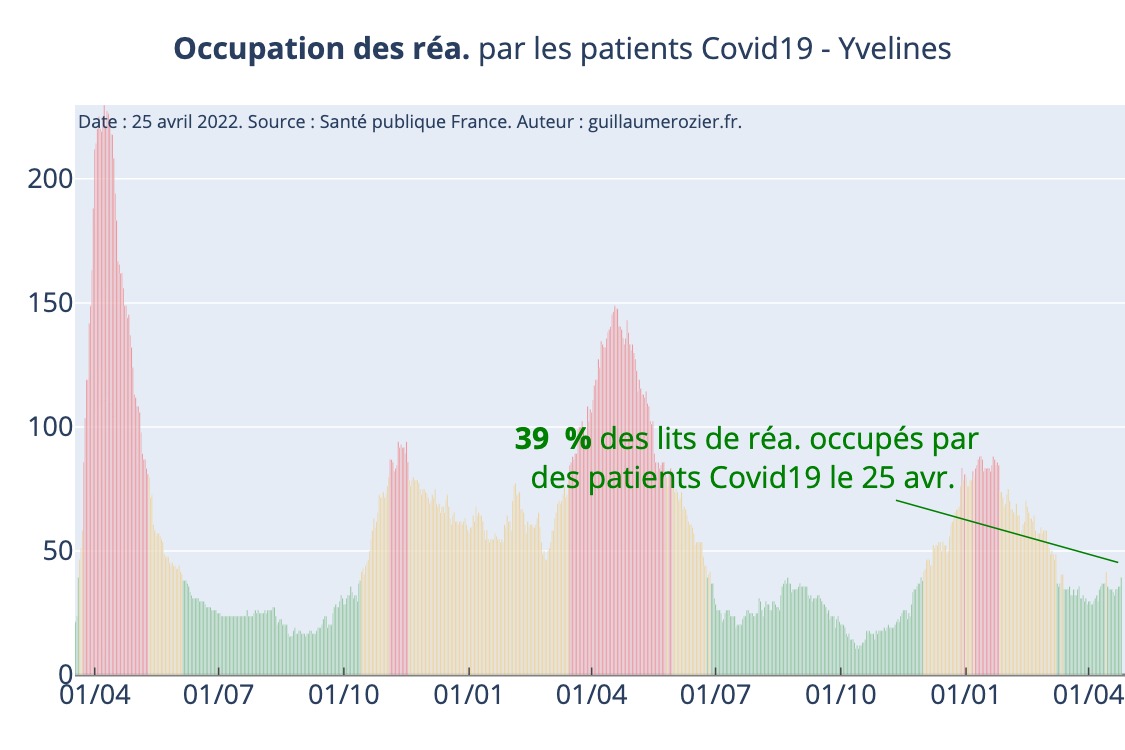 Occupation des réa. par les patients Covid19 - Yvelines
Date : 25 avril 2022. Source : Santé publique France. Auteur : guillaumerozier.fr.
200
150
100
50
0
39 % des lits de réa. occupés par
des patients Covid19 le 25 avr.
01/04 01/07 01/10 01/01 01/04 01/07 01/10 01/01 01/04